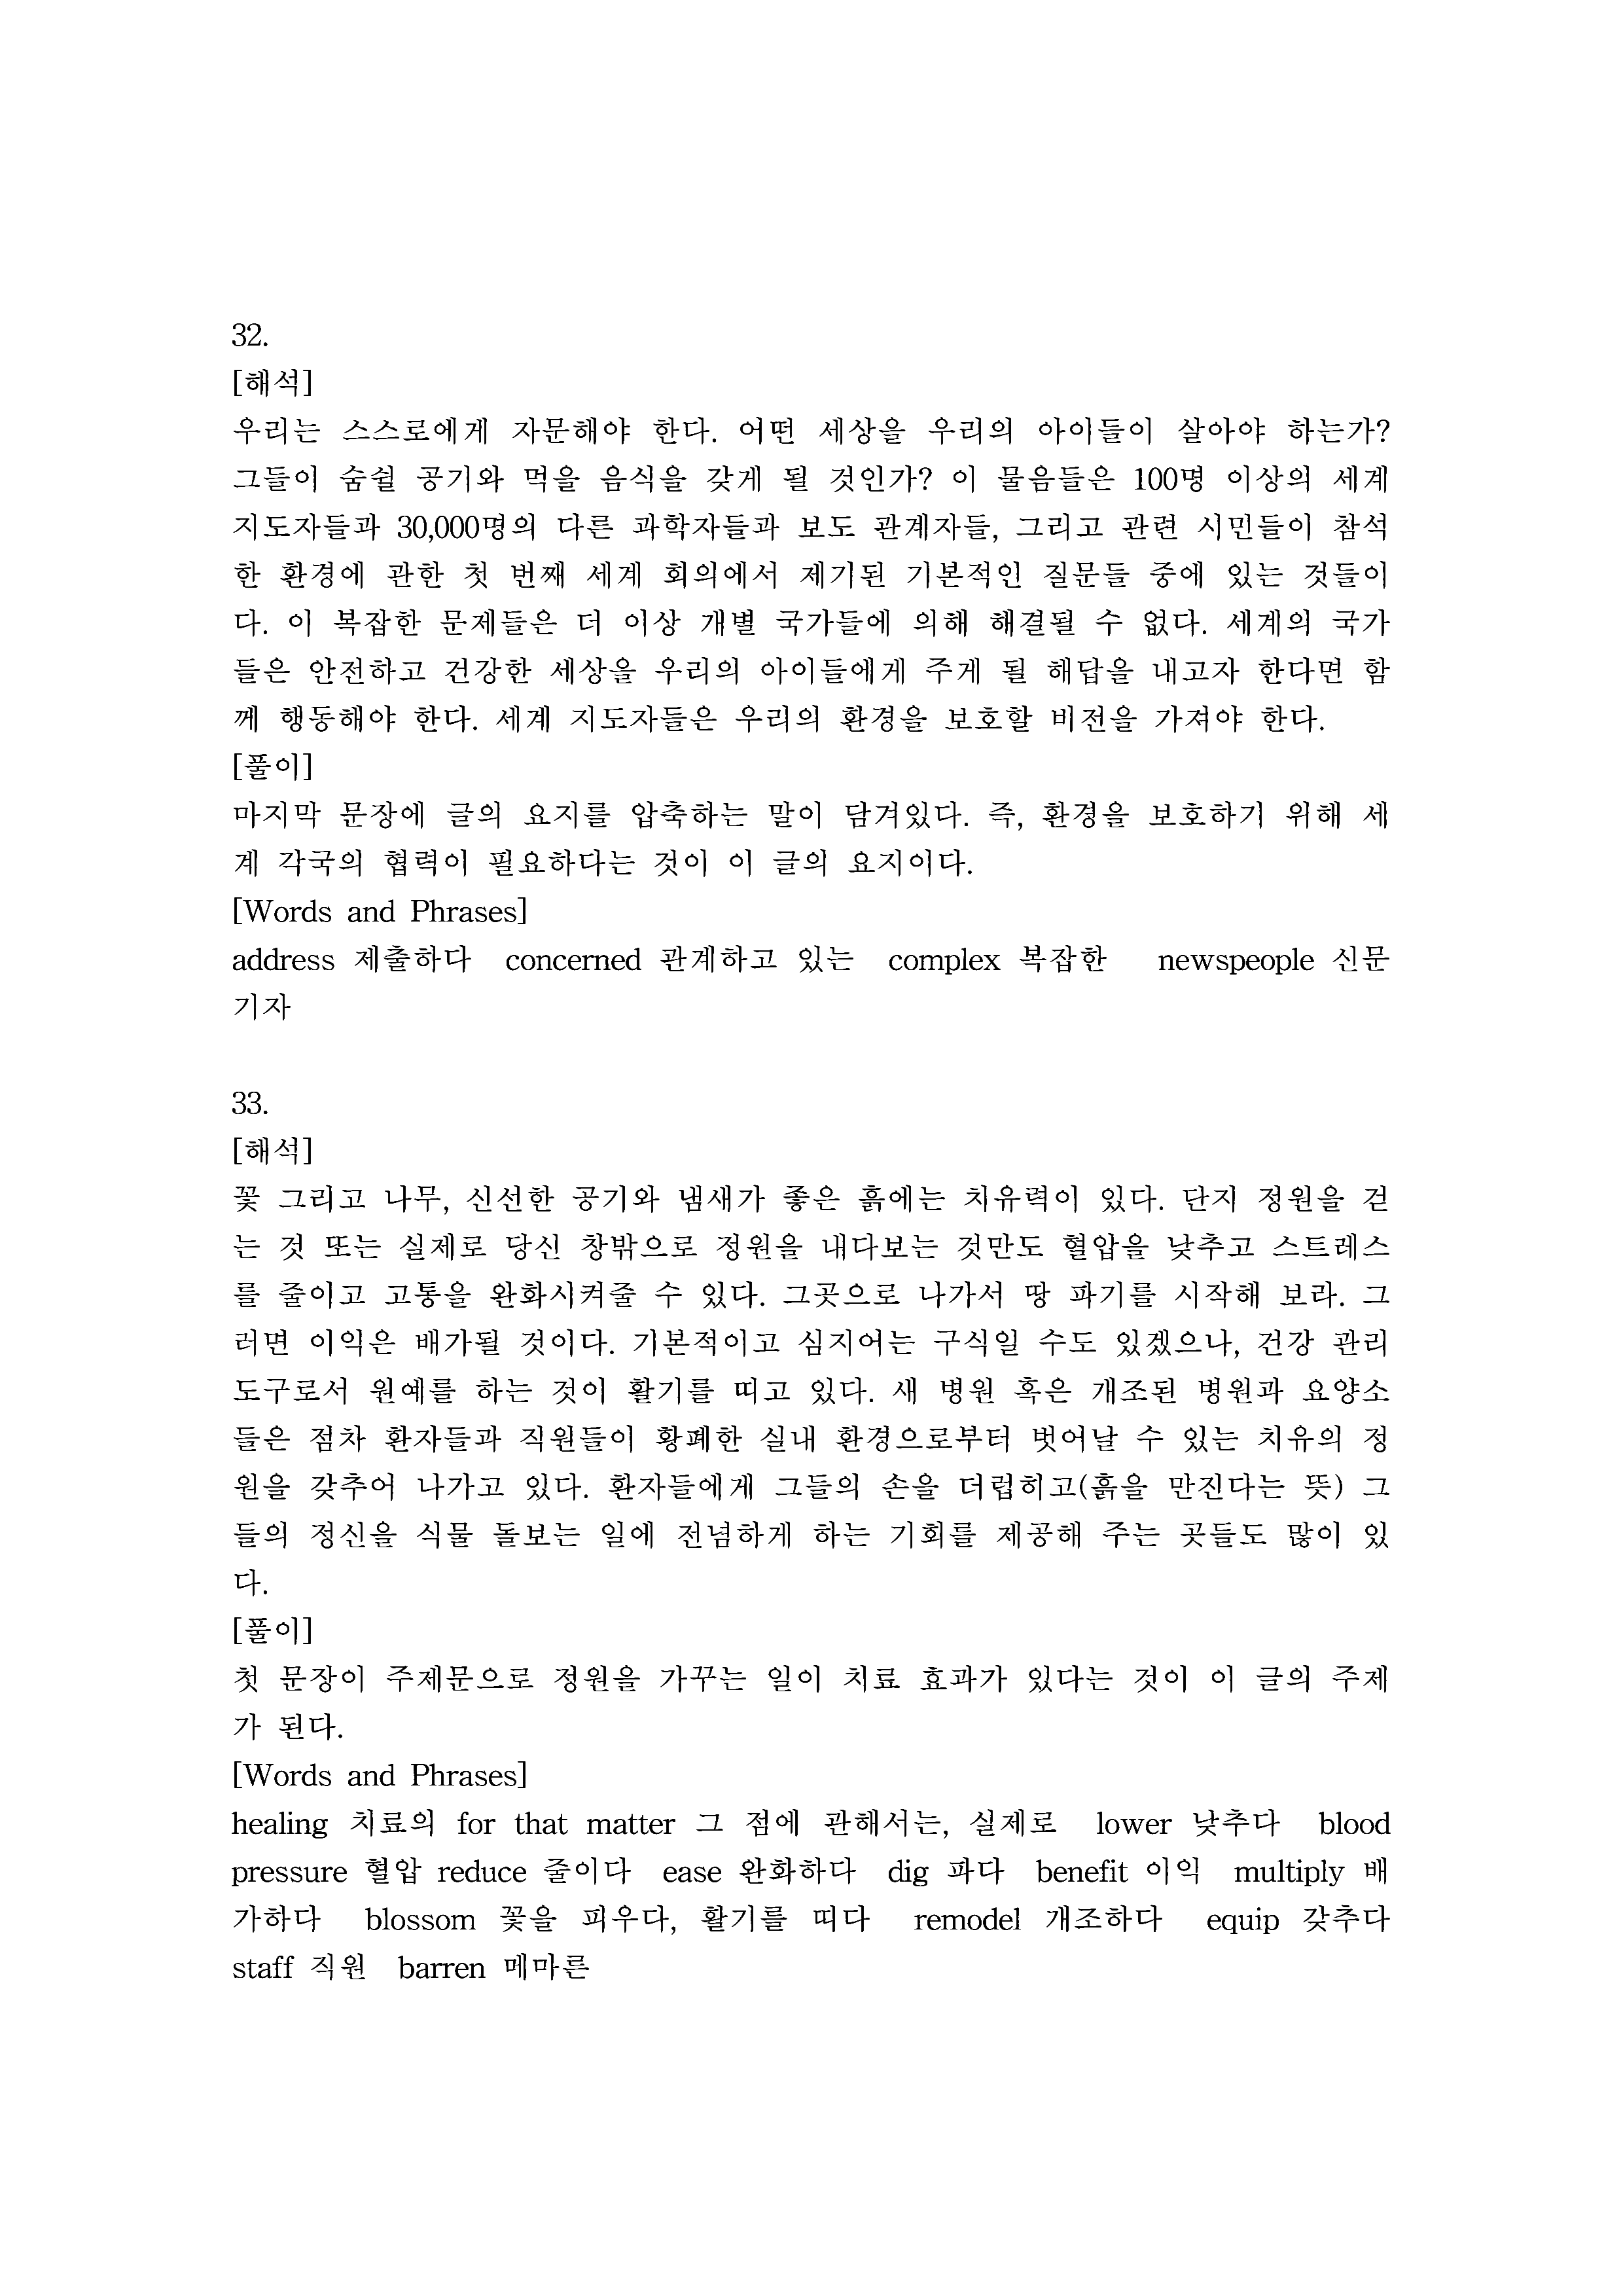 32.
[해석]
우리는 스스로에게 자문해야 한다. 어떤 세상을 우리의 아이들이 살아야 하는가?
그들이 숨쉴 공기와 먹을 음식을 갖게 될 것인가? 이 물음들은 100명 이상의 세계
지도자들과 30,000명의 다른 과학자들과 보도 관계자들, 그리고 관련 시민들이 참석
한 환경에 관한 첫 번째 세계 회의에서 제기된 기본적인 질문들 중에 있는 것들이
다. 이 복잡한 문제들은 더 이상 개별 국가들에 의해 해결될 수 없다. 세계의 국가
들은 안전하고 건강한 세상을 우리의 아이들에게 주게 될 해답을 내고자 한다면 함
께 행동해야 한다. 세계 지도자들은 우리의 환경을 보호할 비전을 가져야 한다.
[풀이]
마지막 문장에 글의 요지를 압축하는 말이 담겨있다. 즉, 환경을 보호하기 위해 세
계 각국의 협력이 필요하다는 것이 이 글의 요지이다.
[Words and Phrases]
address 제출하다 concerned 관계하고 있는 complex 복잡한 newspeople 신문
기자
33.
[해석]
꽃 그리고 나무, 신선한 공기와 냄새가 좋은 흙에는 치유력이 있다. 단지 정원을 걷
는 것 또는 실제로 당신 창밖으로 정원을 내다보는 것만도 혈압을 낮추고 스트레스
를 줄이고 고통을 완화시켜줄 수 있다. 그곳으로 나가서 땅 파기를 시작해 보라. 그
러면 이익은 배가될 것이다. 기본적이고 심지어는 구식일 수도 있겠으나, 건강 관리
도구로서 원예를 하는 것이 활기를 띠고 있다. 새 병원 혹은 개조된 병원과 요양소
들은 점차 환자들과 직원들이 황폐한 실내 환경으로부터 벗어날 수 있는 치유의 정
원을 갖추어 나가고 있다. 환자들에게 그들의 손을 더럽히고(흙을 만진다는 뜻) 그
들의 정신을 식물 돌보는 일에 전념하게 하는 기회를 제공해 주는 곳들도 많이 있
다.
[풀이]
첫 문장이 주제문으로 정원을 가꾸는 일이 치료 효과가 있다는 것이 이 글의 주제
가 된다.
[Words and Phrases]
healing 치료의 for that matter 그 점에 관해서는, 실제로 lower 낮추다 blood
pressure 혈압 reduce 줄이다 ease 완화하다 dig 파다 benefit 이익 multiply 배
가하다 blossom 꽃을 피우다, 활기를 띠다 remodel 개조하다 equip 갖추다
staff 직원 barren 메마른